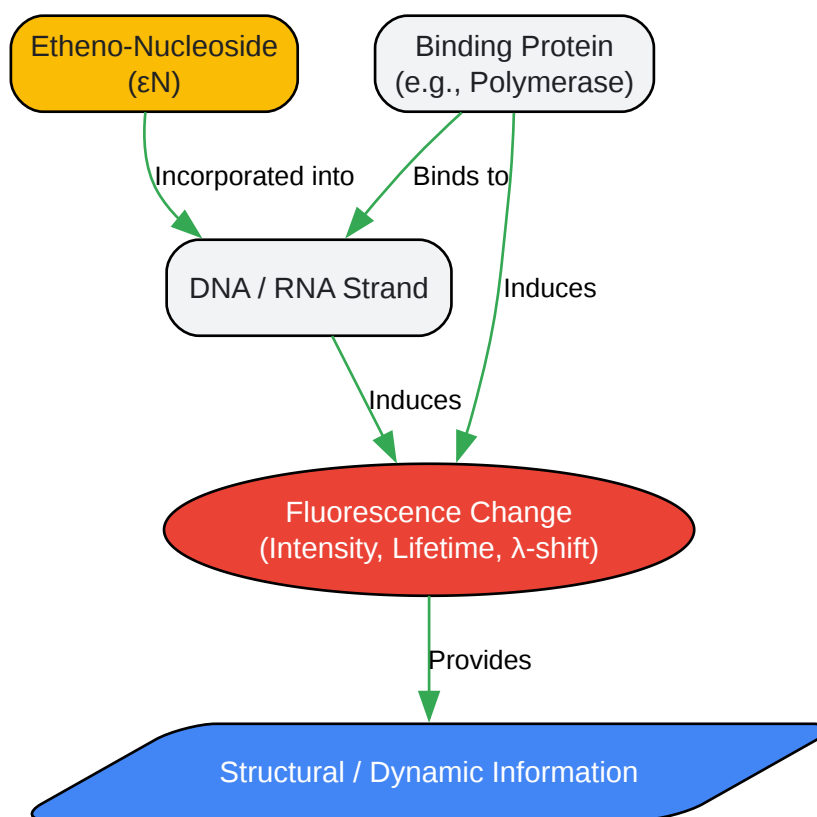 Etheno-Nucleoside
(εN)
Binding Protein
(e.g., Polymerase)
Incorporated into
Binds to
DNA / RNA Strand
Induces
Induces
Fluorescence Change
(Intensity, Lifetime, λ-shift)
Provides
Structural / Dynamic Information